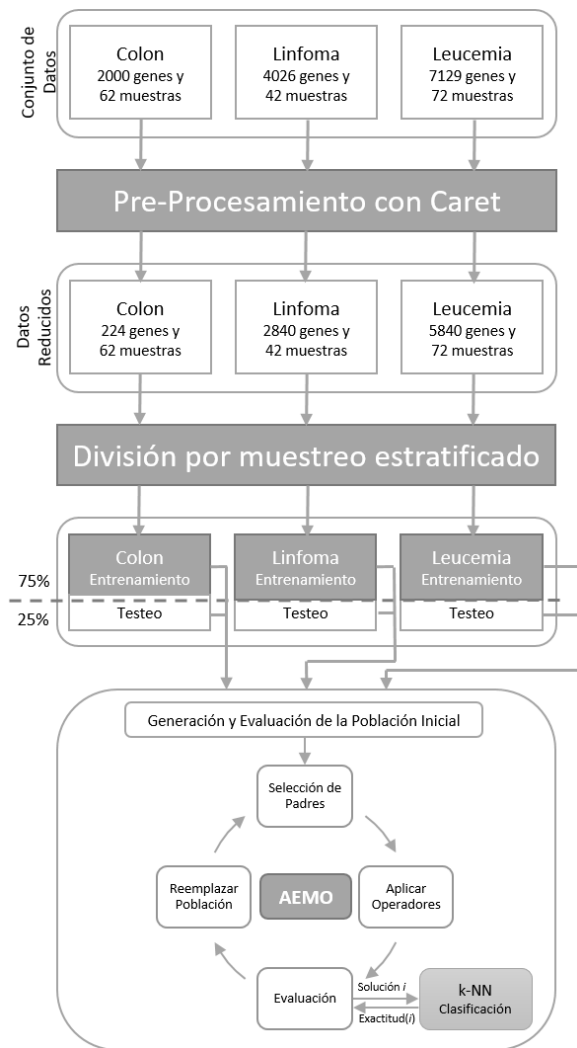 Conjunto de
Datos
Colon
2000 genes y
62 muestras
Linfoma
4026 genes y
42 muestras
Leucemia
7129 genes y
72 muestras
Pre-Procesamiento con Caret
Datos
Reducidos
Colon
224 genes y
62 muestras
Linfoma
2840 genes y
42 muestras
Leucemia
5840 genes y
72 muestras
División por muestreo estratificado
75%
25%
Colon
Entrenamiento
Testeo
Linfoma
Entrenamiento
Testeo
Leucemia
Entrenamiento
Testeo
Generación y Evaluación de la Población Inicial
Selección de
Padres
Reemplazar
Población
AEMO
Aplicar
Operadores
Evaluación
Solución i
Exactitud(i)
k-NN
Clasificación